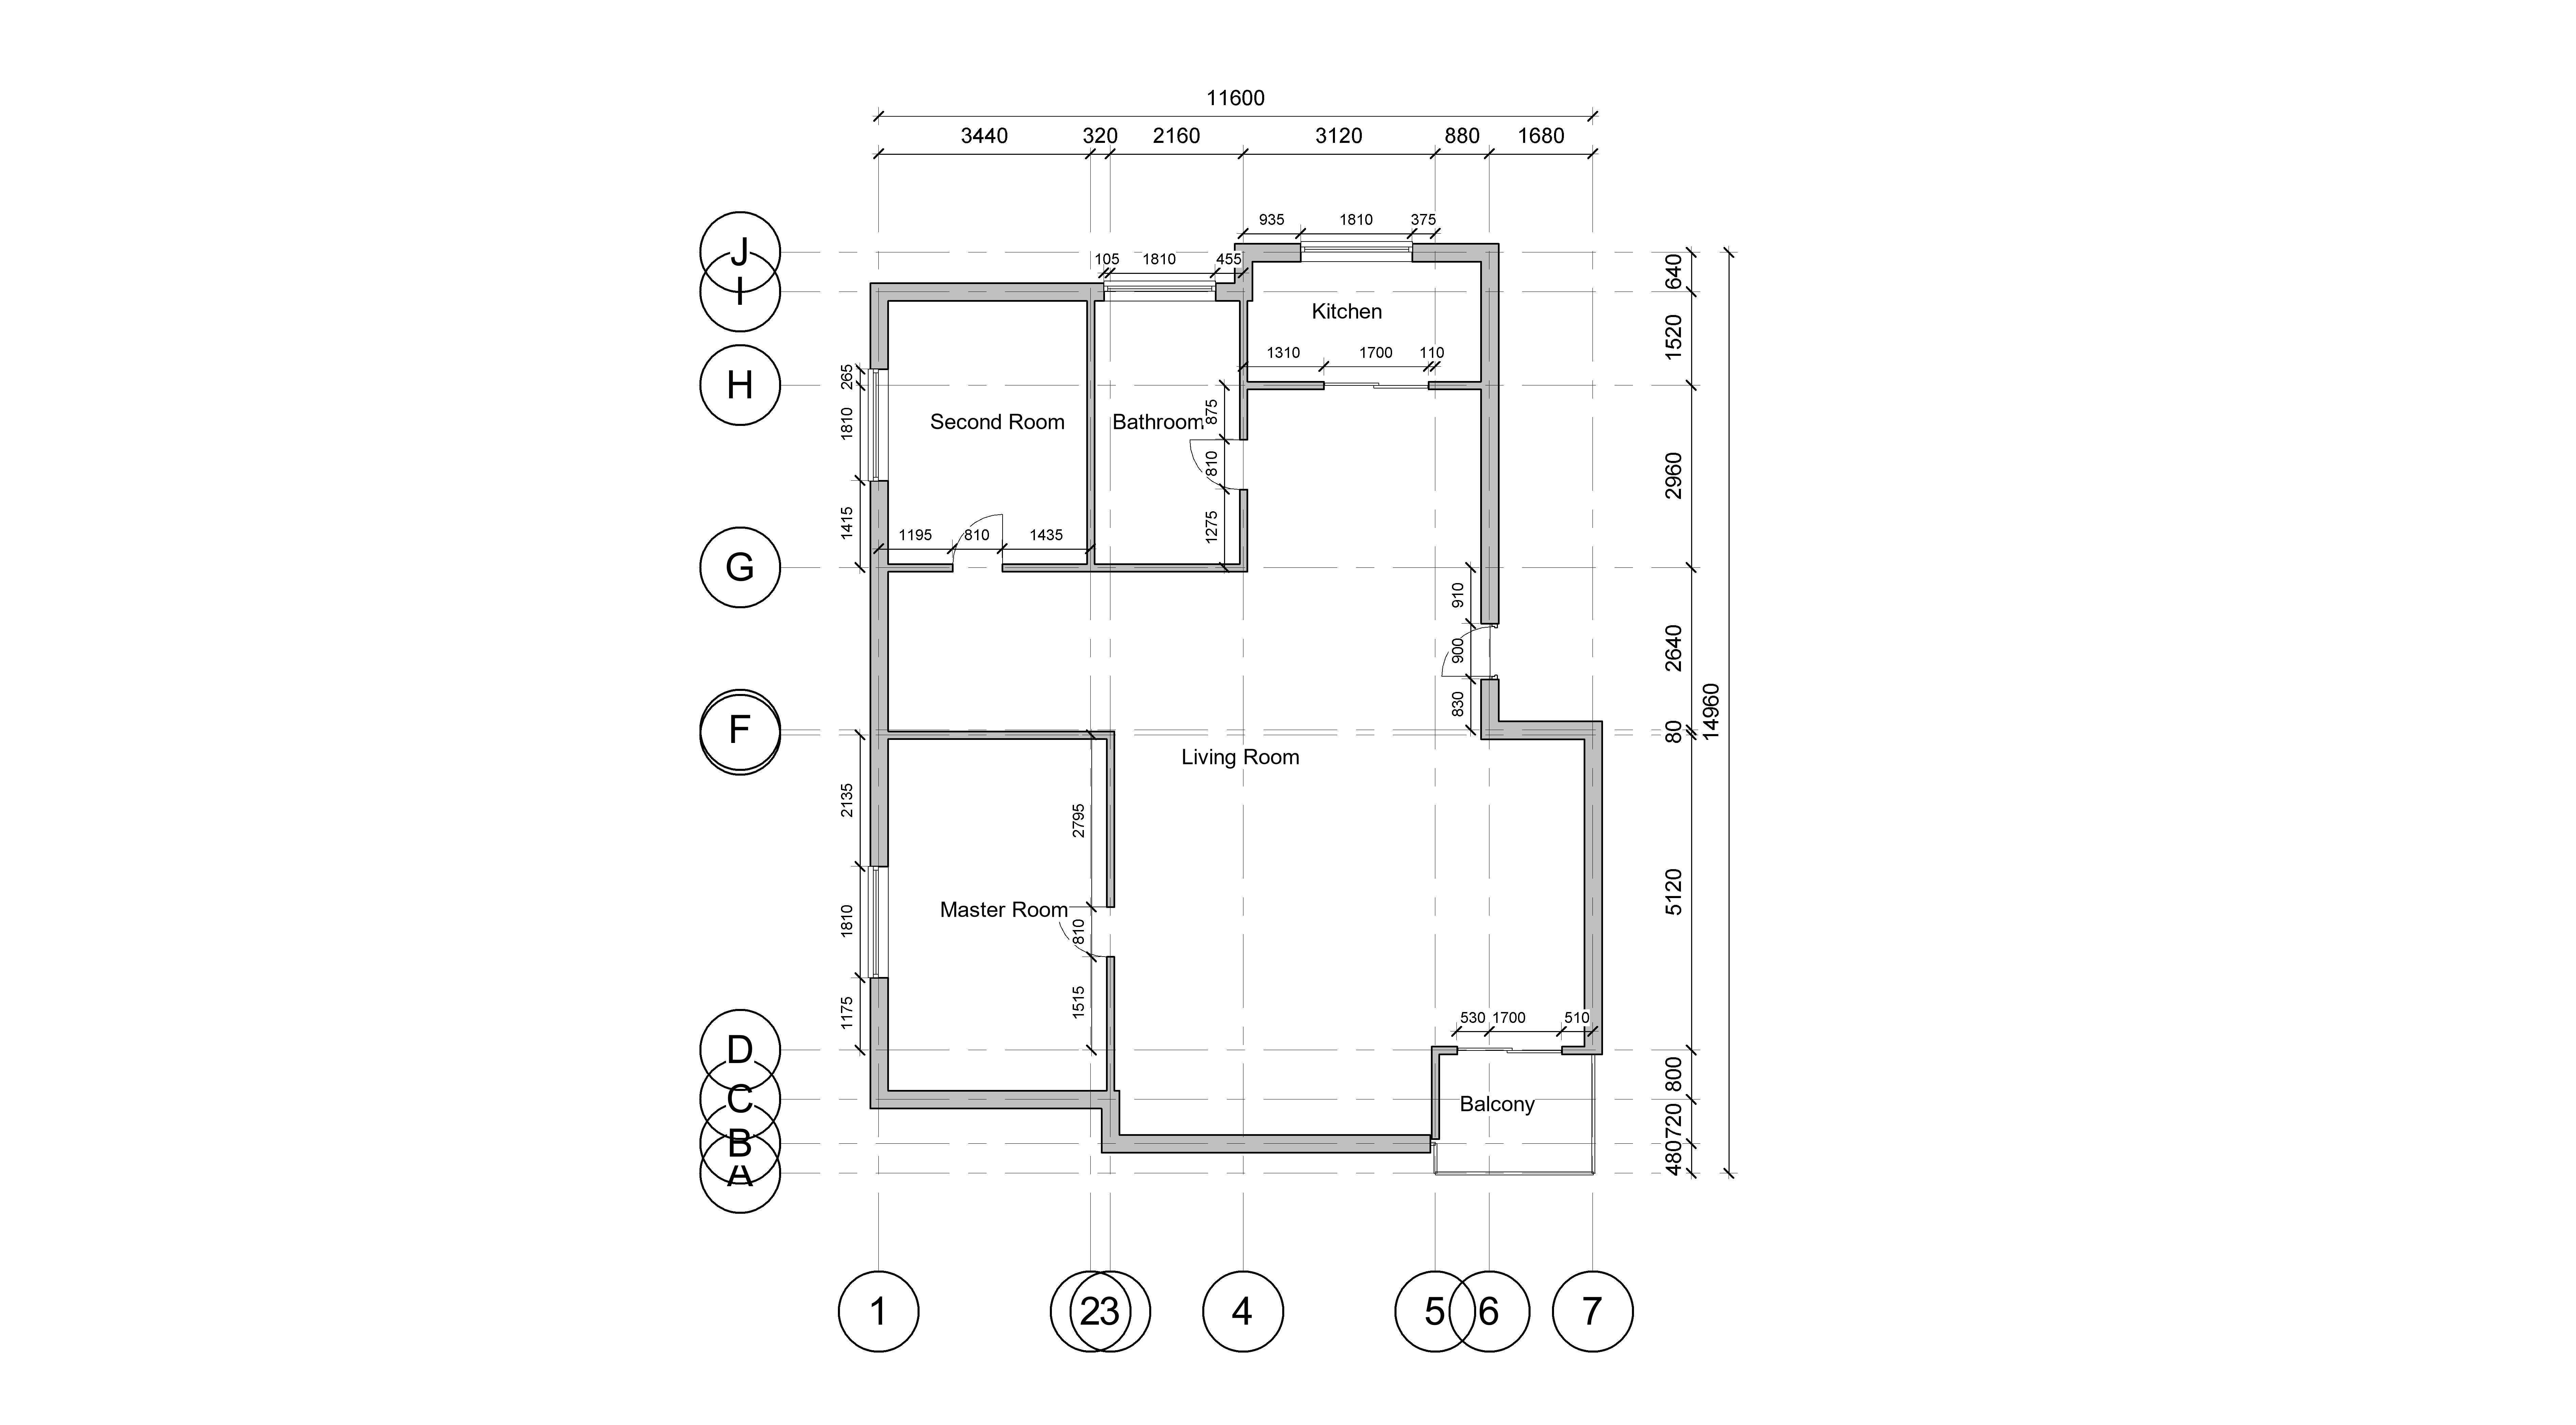 11600
3440 320 2160 3120 880 1680
935 1810 375
105 1810 455
J
I
H
G
F
D
C
B
A
640
1520
2960
2640
80
5120
800
720
480
14960
Kitchen
1310 1700 110
265
1810
1415
Second Room
Bathroom
875
810
1275
1195 810 1435
910
900
830
Living Room
2135
1810
1175
2795
810
1515
Master Room
530 1700 510
Balcony
1 2 3 4 5 6 7